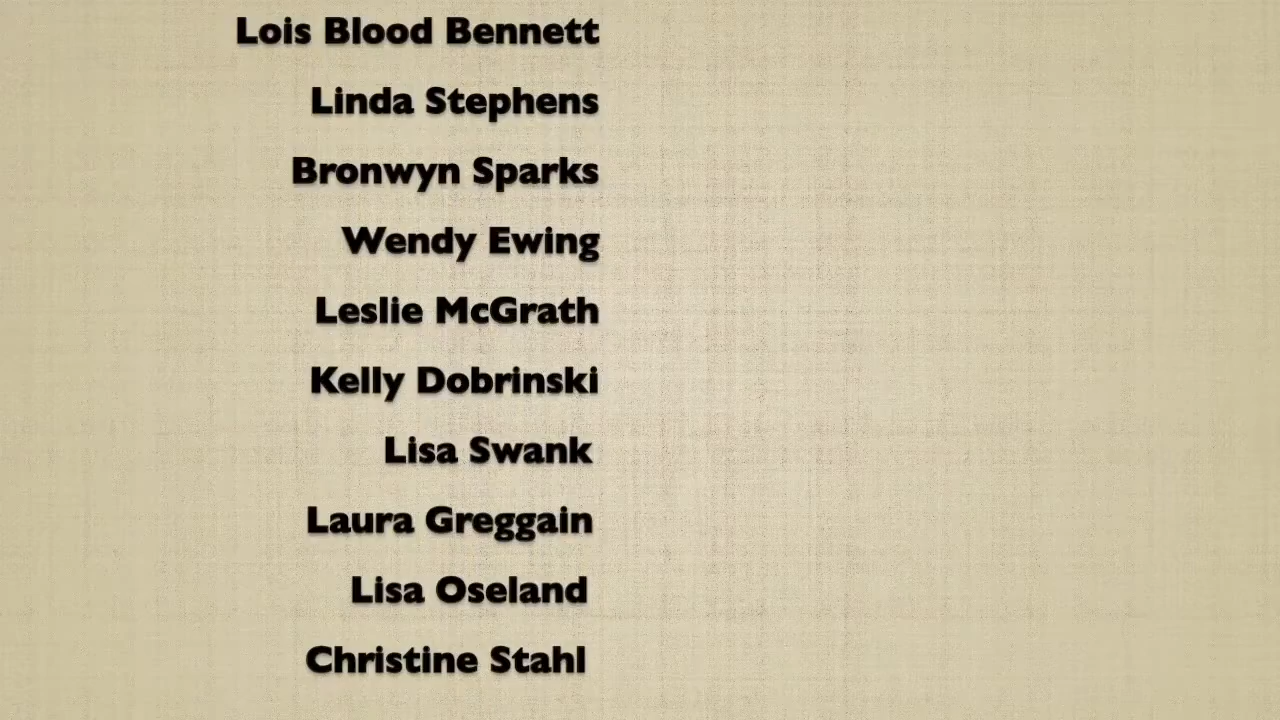 Lois Blood Bennett
Linda Stephens
Bronwyn Sparks
Wendy Ewing
Leslie McGrath
Kelly Dobrinski
Lisa Swank
Laura Greggain
Lisa Oseland
Christine Stahl